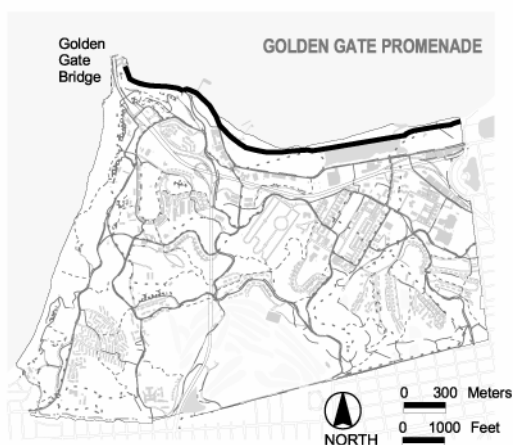 Golden
Gate
Bridge
GOLDEN GATE PROMENADE
0 300 Meters
0 1000 Feet
NORTH